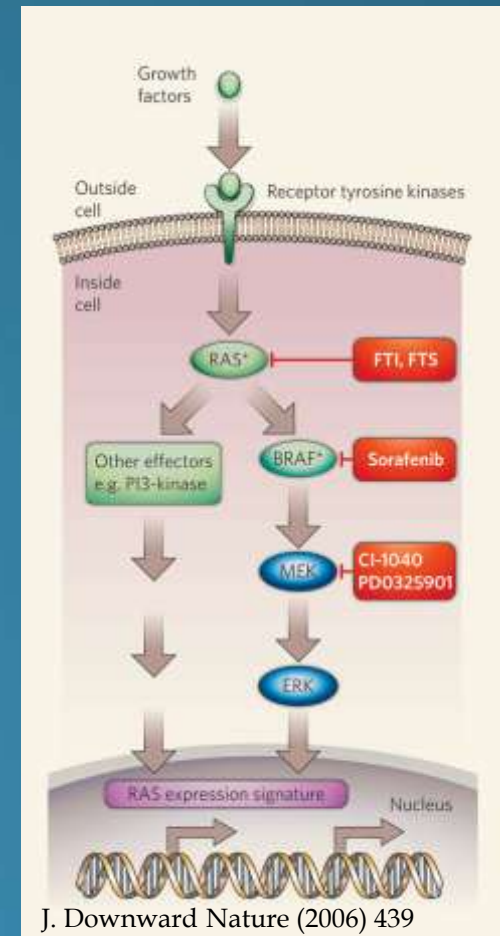 Growth
factors
Outside
cell
Receptor tyrosine kinases
Inside
cell
RAS*
FTI, FTS
Other effectors
e.g. PI3-kinase
BRAF*
Sorafenib
MEK
CI-1040
PD0325901
ERK
RAS expression signature
Nucleus
J. Downward Nature (2006) 439